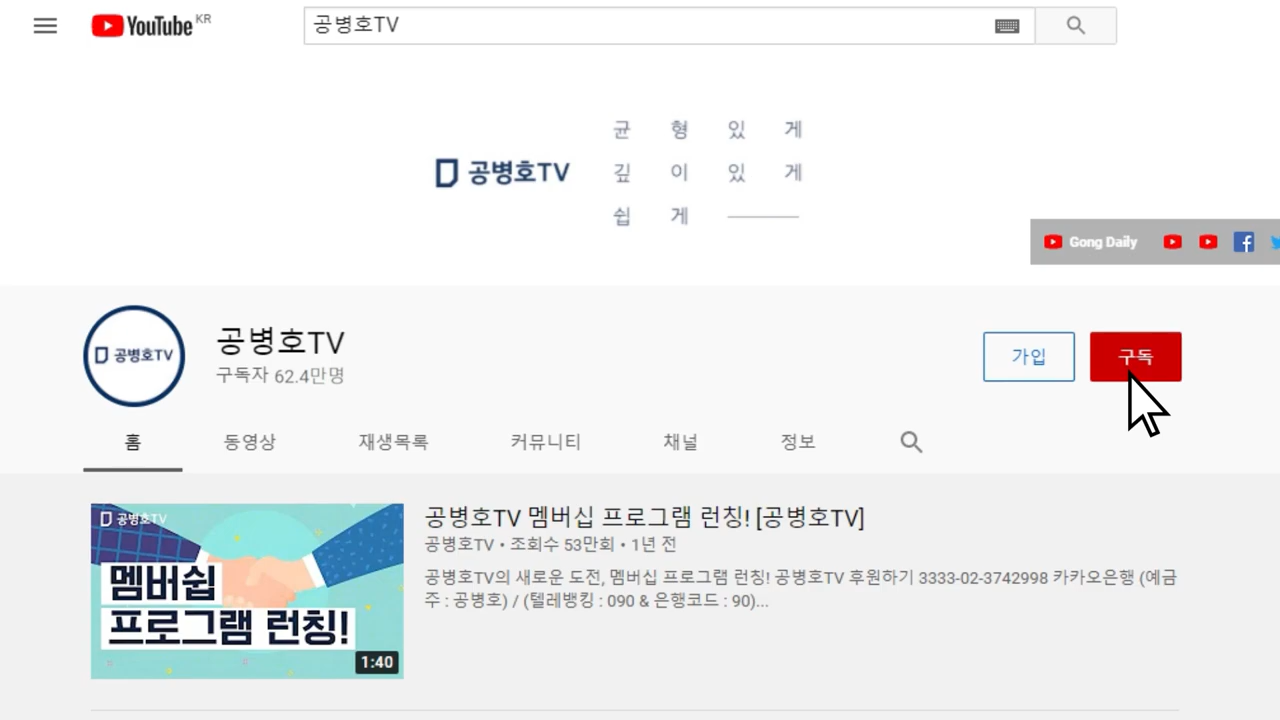 YouTube KR
공병호TV
균형있게
공병호TV 깊이있게
쉽게
Gong Daily
공병호TV
공병호TV
구독자 62.4만명
가입
구독
홈 동영상 재생목록 커뮤니티 채널 정보
공병호TV
멤버쉽
프로그램 런칭!
1:40
공병호TV 멤버십 프로그램 런칭! [공병호TV]
공병호TV • 조회수 53만회 • 1년 전
공병호TV의 새로운 도전, 멤버십 프로그램 런칭! 공병호TV 후원하기 3333-02-3742998 카카오은행 (예금
주 : 공병호) / (텔레뱅킹 : 090 & 은행코드 : 90)...